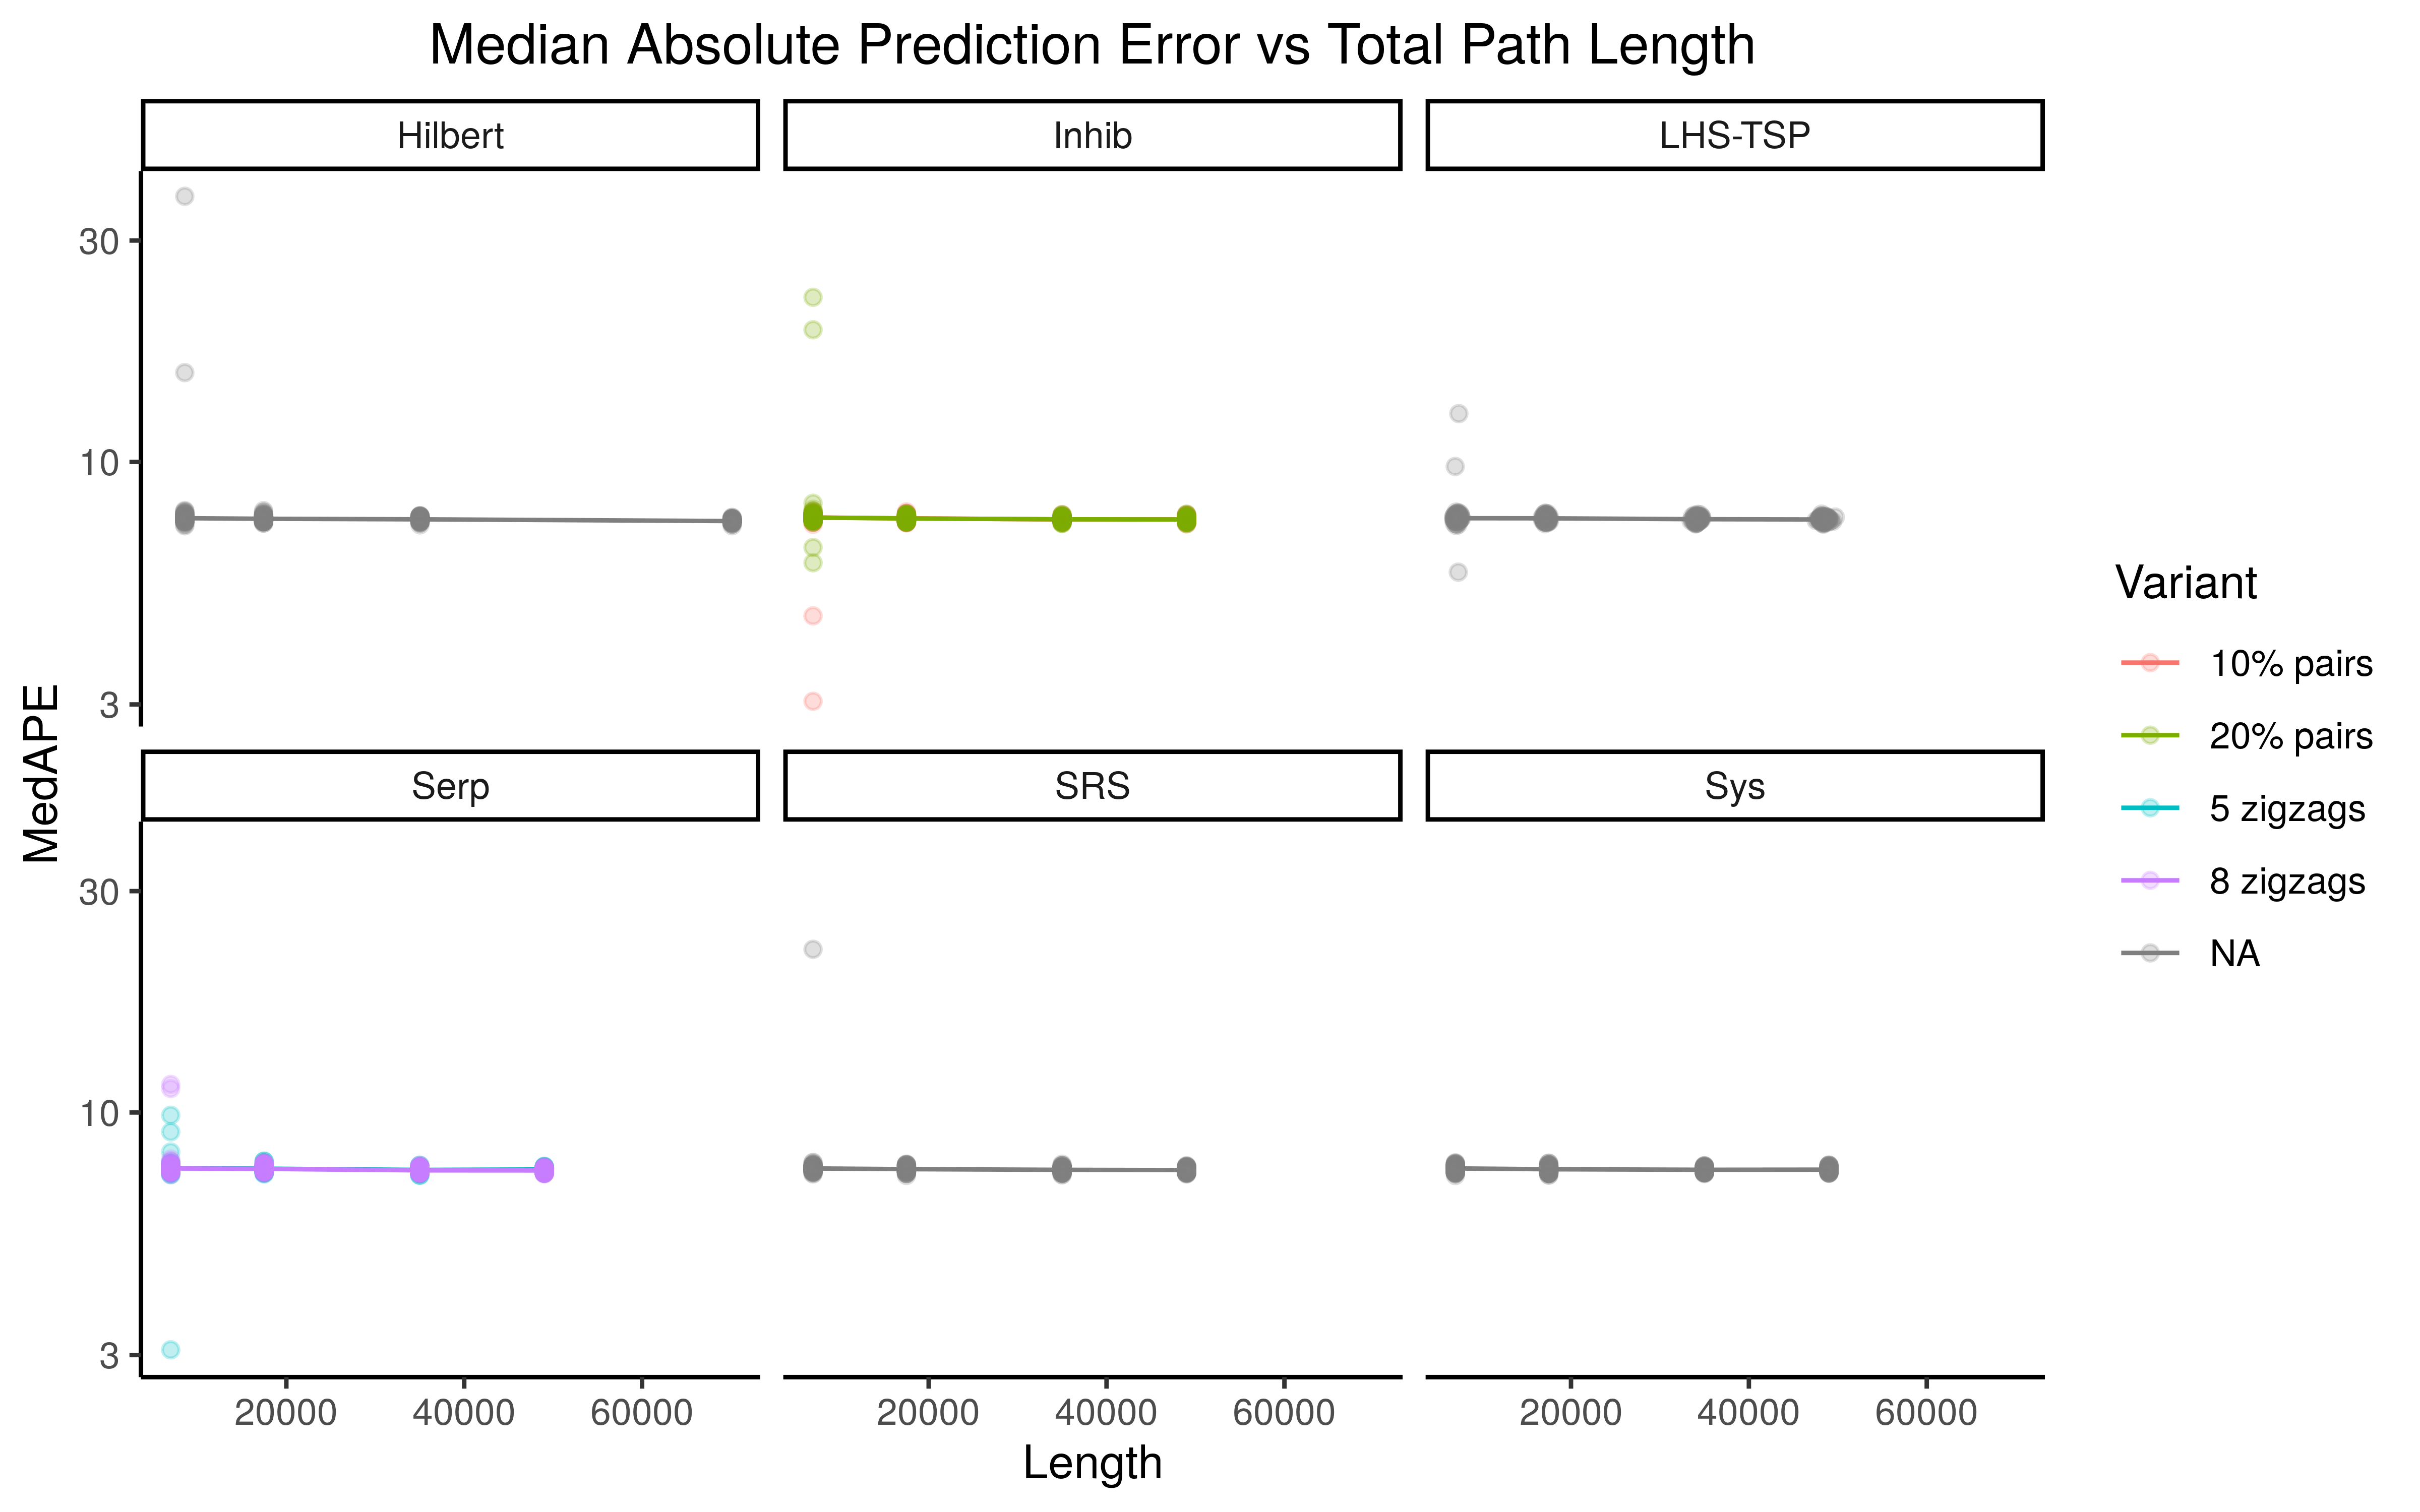 Median Absolute Prediction Error vs Total Path Length
Hilbert
Inhib
LHS-TSP
30
10
3
MedAPE
Serp
SRS
Sys
30
10
3
20000 40000 60000
20000 40000 60000
20000 40000 60000
Length
Variant
10% pairs
20% pairs
5 zigzags
8 zigzags
NA